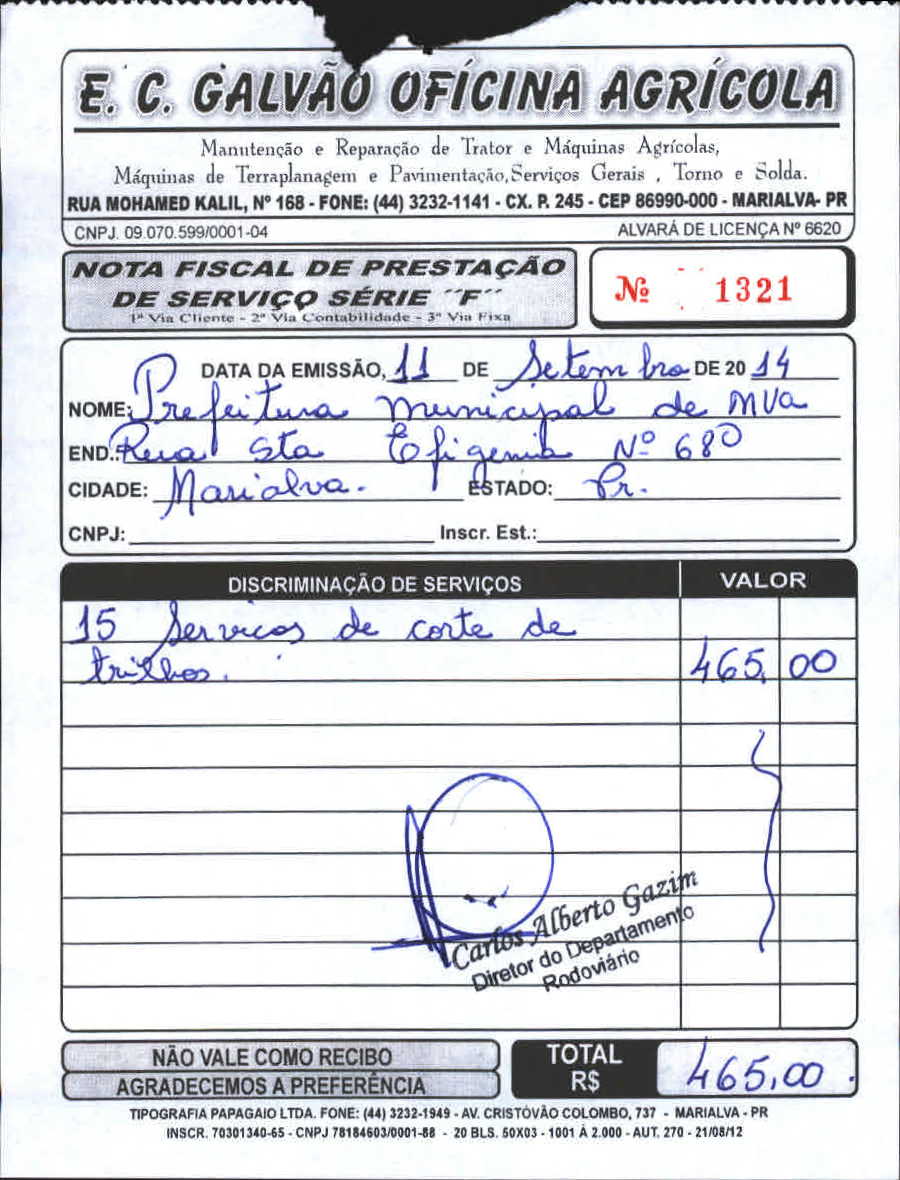 E. C. GALVÃO OFÍCINA AGRÍCOLA
Manutenção e Reparação de Trator e Máquinas Agrícolas,
Máquinas de Terraplanagem e Pavimentação,Serviços Gerais , Torno e Solda.
RUA MOHAMED KALIL, Nº 168 - FONE: (44) 3232-1141 - CX. P. 245 - CEP 86990-000 - MARIALVA- PR
CNPJ. 09.070.599/0001-04 ALVARÁ DE LICENÇA Nº 6620
NOTA FISCAL DE PRESTAÇÃO
DE SERVIÇO SÉRIE ´´F´´
1ª Via Cliente - 2ª Via Contabilidade - 3ª Via Fixa
Nº 1321
DATA DA EMISSÃO, 11 DE Setembro DE 20 14
NOME: Prefeitura Municipal de MVa
END.: Rua Sta Efigenia Nº 680
CIDADE: Marialva. ESTADO: Pr.
CNPJ: Inscr. Est.:
DISCRIMINAÇÃO DE SERVIÇOS VALOR
15 Servicos de corte de
trilhos. 465,00
Carlos Alberto Gazim
Diretor do Departamento
Rodoviário
NÃO VALE COMO RECIBO
AGRADECEMOS A PREFERÊNCIA
TOTAL R$ 465,00.
TIPOGRAFIA PAPAGAIO LTDA. FONE: (44) 3232-1949 - AV. CRISTÓVÃO COLOMBO, 737 - MARIALVA - PR
INSCR. 70301340-65 - CNPJ 78184603/0001-88 - 20 BLS. 50X03 - 1001 À 2.000 - AUT. 270 - 21/08/12